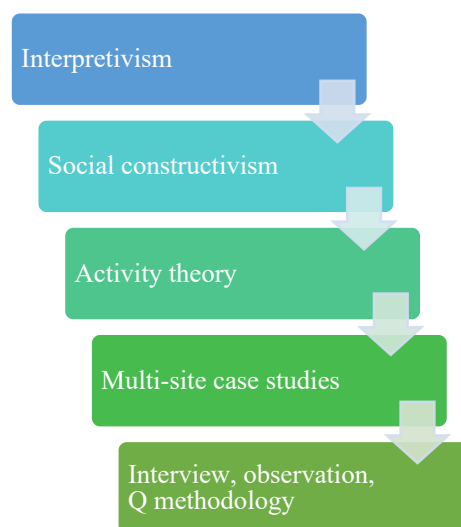 Interpretivism
Social constructivism
Activity theory
Multi-site case studies
Interview, observation,
Q methodology